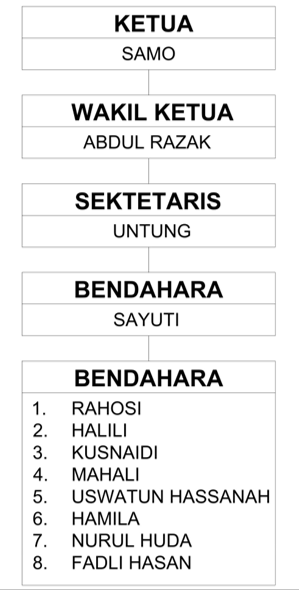 KETUA
SAMO
WAKIL KETUA
ABDUL RAZAK
SEKTETARIS
UNTUNG
BENDAHARA
SAYUTI
BENDAHARA
1. RAHOSI
2. HALILI
3. KUSNAIDI
4. MAHALI
5. USWATUN HASSANAH
6. HAMILA
7. NURUL HUDA
8. FADLI HASAN